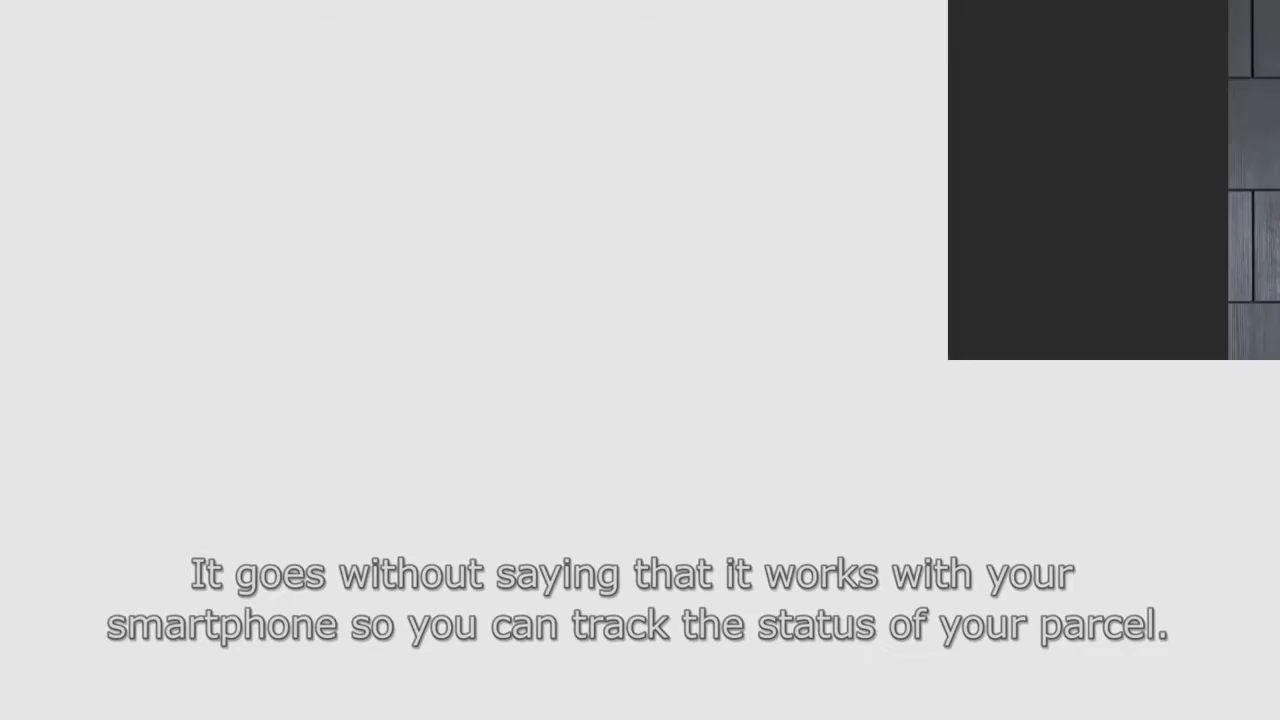 It goes without saying that it works with your
smartphone so you can track the status of your parcel.